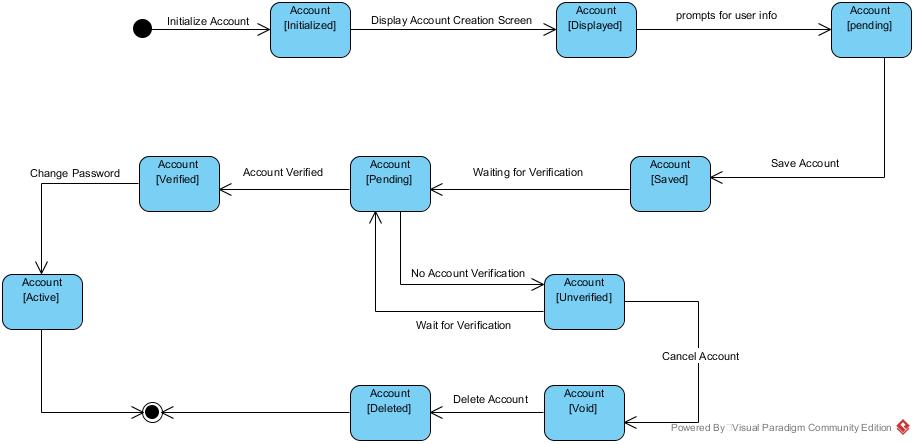 Initialize Account
Account
[Initialized]
Display Account Creation Screen
Account
[Displayed]
prompts for user info
Account
[pending]
Save Account
Account
[Saved]
Waiting for Verification
Account
[Pending]
Account Verified
Account
[Verified]
Change Password
Account
[Active]
No Account Verification
Account
[Unverified]
Wait for Verification
Cancel Account
Account
[Void]
Delete Account
Account
[Deleted]
Powered By Visual Paradigm Community Edition